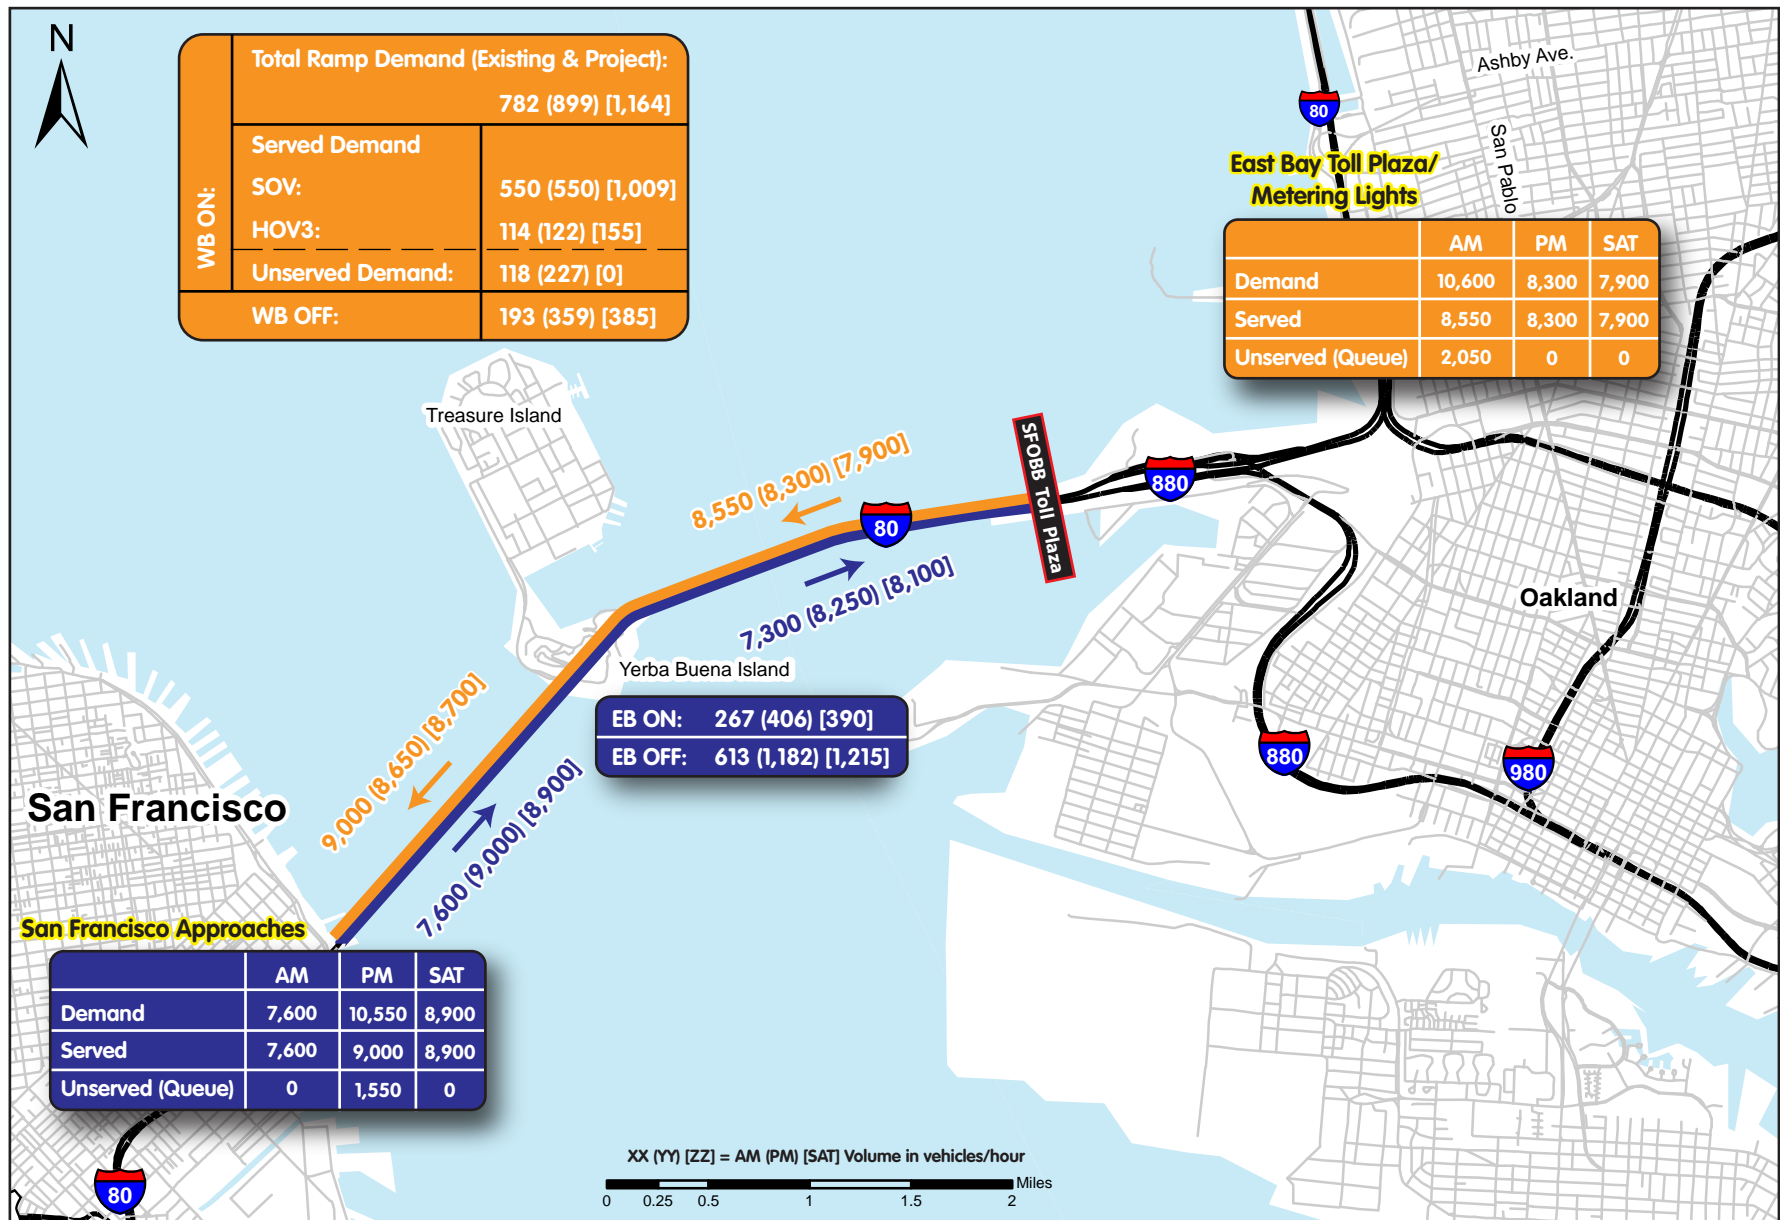 N
Total Ramp Demand (Existing & Project):
782 (899) [1,164]
WB ON:
Served Demand
SOV: 550 (550) [1,009]
HOV3: 114 (122) [155]
Unserved Demand: 118 (227) [0]
WB OFF: 193 (359) [385]
Ashby Ave.
80
San Pablo
East Bay Toll Plaza/
Metering Lights
AM PM SAT
Demand 10,600 8,300 7,900
Served 8,550 8,300 7,900
Unserved (Queue) 2,050 0 0
Treasure Island
8,550 (8,300) [7,900]
SFOBB Toll Plaza
880
80
7,300 (8,250) [8,100]
Oakland
Yerba Buena Island
EB ON: 267 (406) [390]
EB OFF: 613 (1,182) [1,215]
9,000 (8,650) [8,700]
7,600 (9,000) [8,900]
880
980
San Francisco
San Francisco Approaches
AM PM SAT
Demand 7,600 10,550 8,900
Served 7,600 9,000 8,900
Unserved (Queue) 0 1,550 0
80
XX (YY) [ZZ] = AM (PM) [SAT] Volume in vehicles/hour
Miles
0 0.25 0.5 1 1.5 2